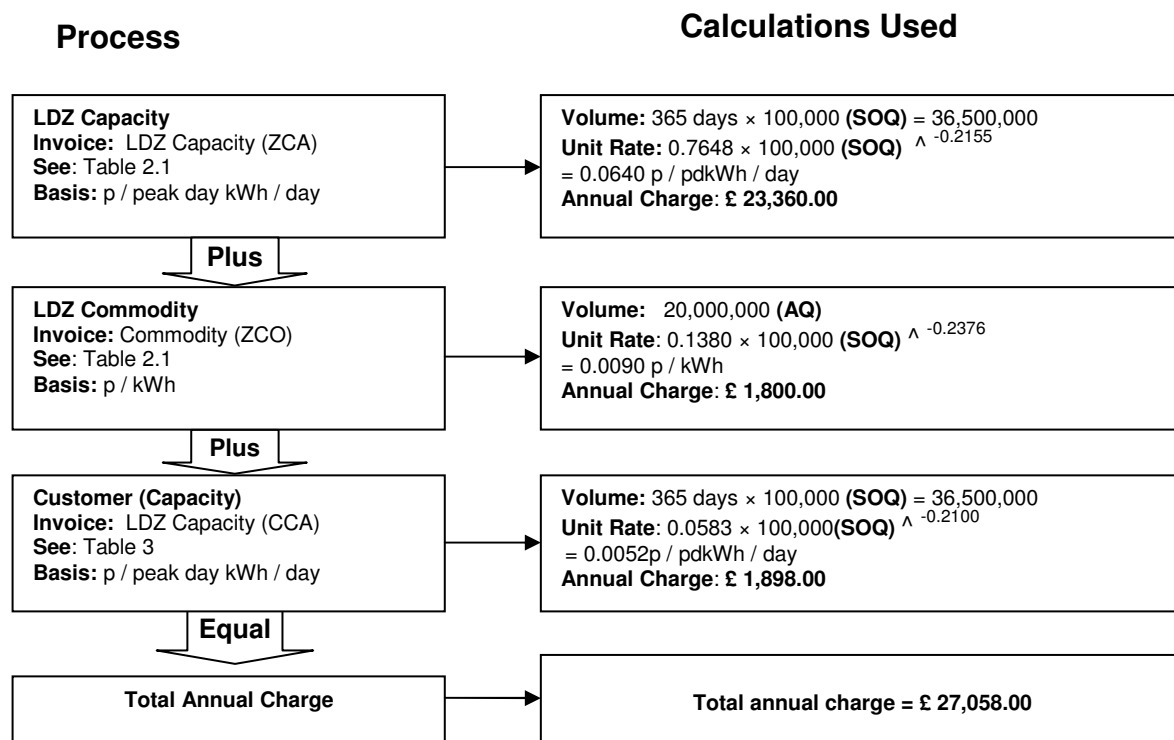 Process
Calculations Used
LDZ Capacity
Invoice: LDZ Capacity (ZCA)
See: Table 2.1
Basis: p / peak day kWh / day
Volume: 365 days × 100,000 (SOQ) = 36,500,000
Unit Rate: 0.7648 × 100,000 (SOQ) ^ -0.2155
= 0.0640 p / pdkWh / day
Annual Charge: £ 23,360.00
Plus
LDZ Commodity
Invoice: Commodity (ZCO)
See: Table 2.1
Basis: p / kWh
Volume: 20,000,000 (AQ)
Unit Rate: 0.1380 × 100,000 (SOQ) ^ -0.2376
= 0.0090 p / kWh
Annual Charge: £ 1,800.00
Plus
Customer (Capacity)
Invoice: LDZ Capacity (CCA)
See: Table 3
Basis: p / peak day kWh / day
Volume: 365 days × 100,000 (SOQ) = 36,500,000
Unit Rate: 0.0583 × 100,000(SOQ) ^ -0.2100
= 0.0052p / pdkWh / day
Annual Charge: £ 1,898.00
Equal
Total Annual Charge
Total annual charge = £ 27,058.00